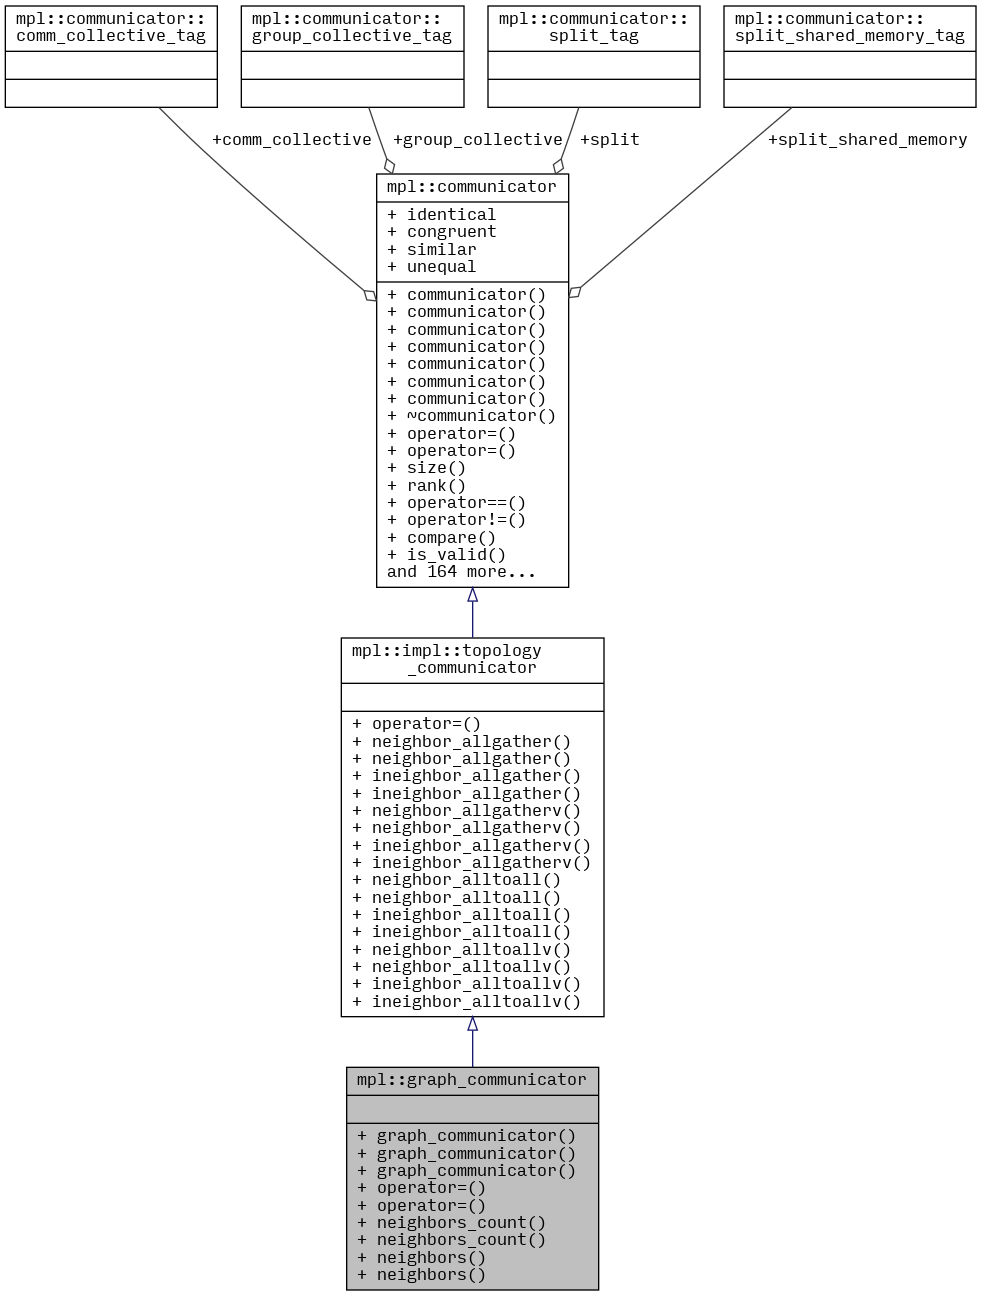 mpl::communicator::
comm_collective_tag
mpl::communicator::
group_collective_tag
mpl::communicator::
split_tag
mpl::communicator::
split_shared_memory_tag
+comm_collective
+group_collective
+split
+split_shared_memory
mpl::communicator
+ identical
+ congruent
+ similar
+ unequal
+ communicator()
+ communicator()
+ communicator()
+ communicator()
+ communicator()
+ communicator()
+ communicator()
+ ~communicator()
+ operator=()
+ operator=()
+ size()
+ rank()
+ operator==()
+ operator!=()
+ compare()
+ is_valid()
and 164 more...
mpl::impl::topology
_communicator
+ operator=()
+ neighbor_allgather()
+ neighbor_allgather()
+ ineighbor_allgather()
+ ineighbor_allgather()
+ neighbor_allgatherv()
+ neighbor_allgatherv()
+ ineighbor_allgatherv()
+ ineighbor_allgatherv()
+ neighbor_alltoall()
+ neighbor_alltoall()
+ ineighbor_alltoall()
+ ineighbor_alltoall()
+ neighbor_alltoallv()
+ neighbor_alltoallv()
+ ineighbor_alltoallv()
+ ineighbor_alltoallv()
mpl::graph_communicator
+ graph_communicator()
+ graph_communicator()
+ graph_communicator()
+ operator=()
+ operator=()
+ neighbors_count()
+ neighbors_count()
+ neighbors()
+ neighbors()